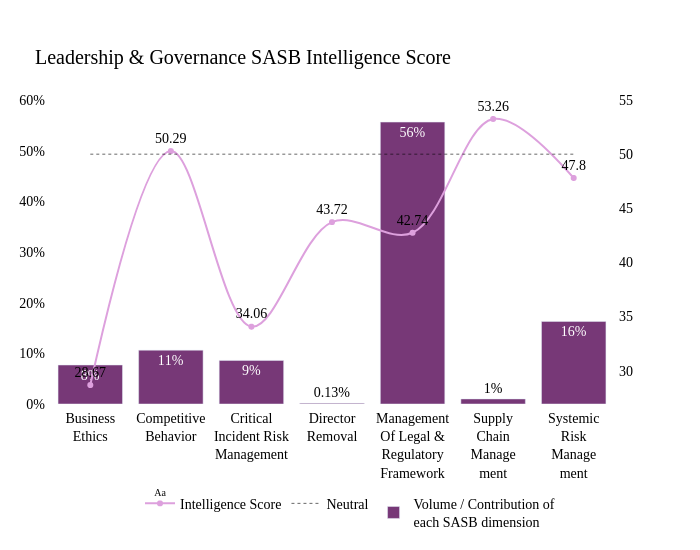 Leadership & Governance SASB Intelligence Score
60%
50%
40%
30%
20%
10%
0%
55
50
45
40
35
30
50.29
34.06
43.72
42.74
53.26
47.8
8%
11%
9%
0.13%
56%
1%
16%
Business
Ethics
Competitive
Behavior
Critical
Incident Risk
Management
Director
Removal
Management
Of Legal &
Regulatory
Framework
Supply
Chain
Manage
ment
Systemic
Risk
Manage
ment
Aa
Intelligence Score
Neutral
Volume / Contribution of
each SASB dimension